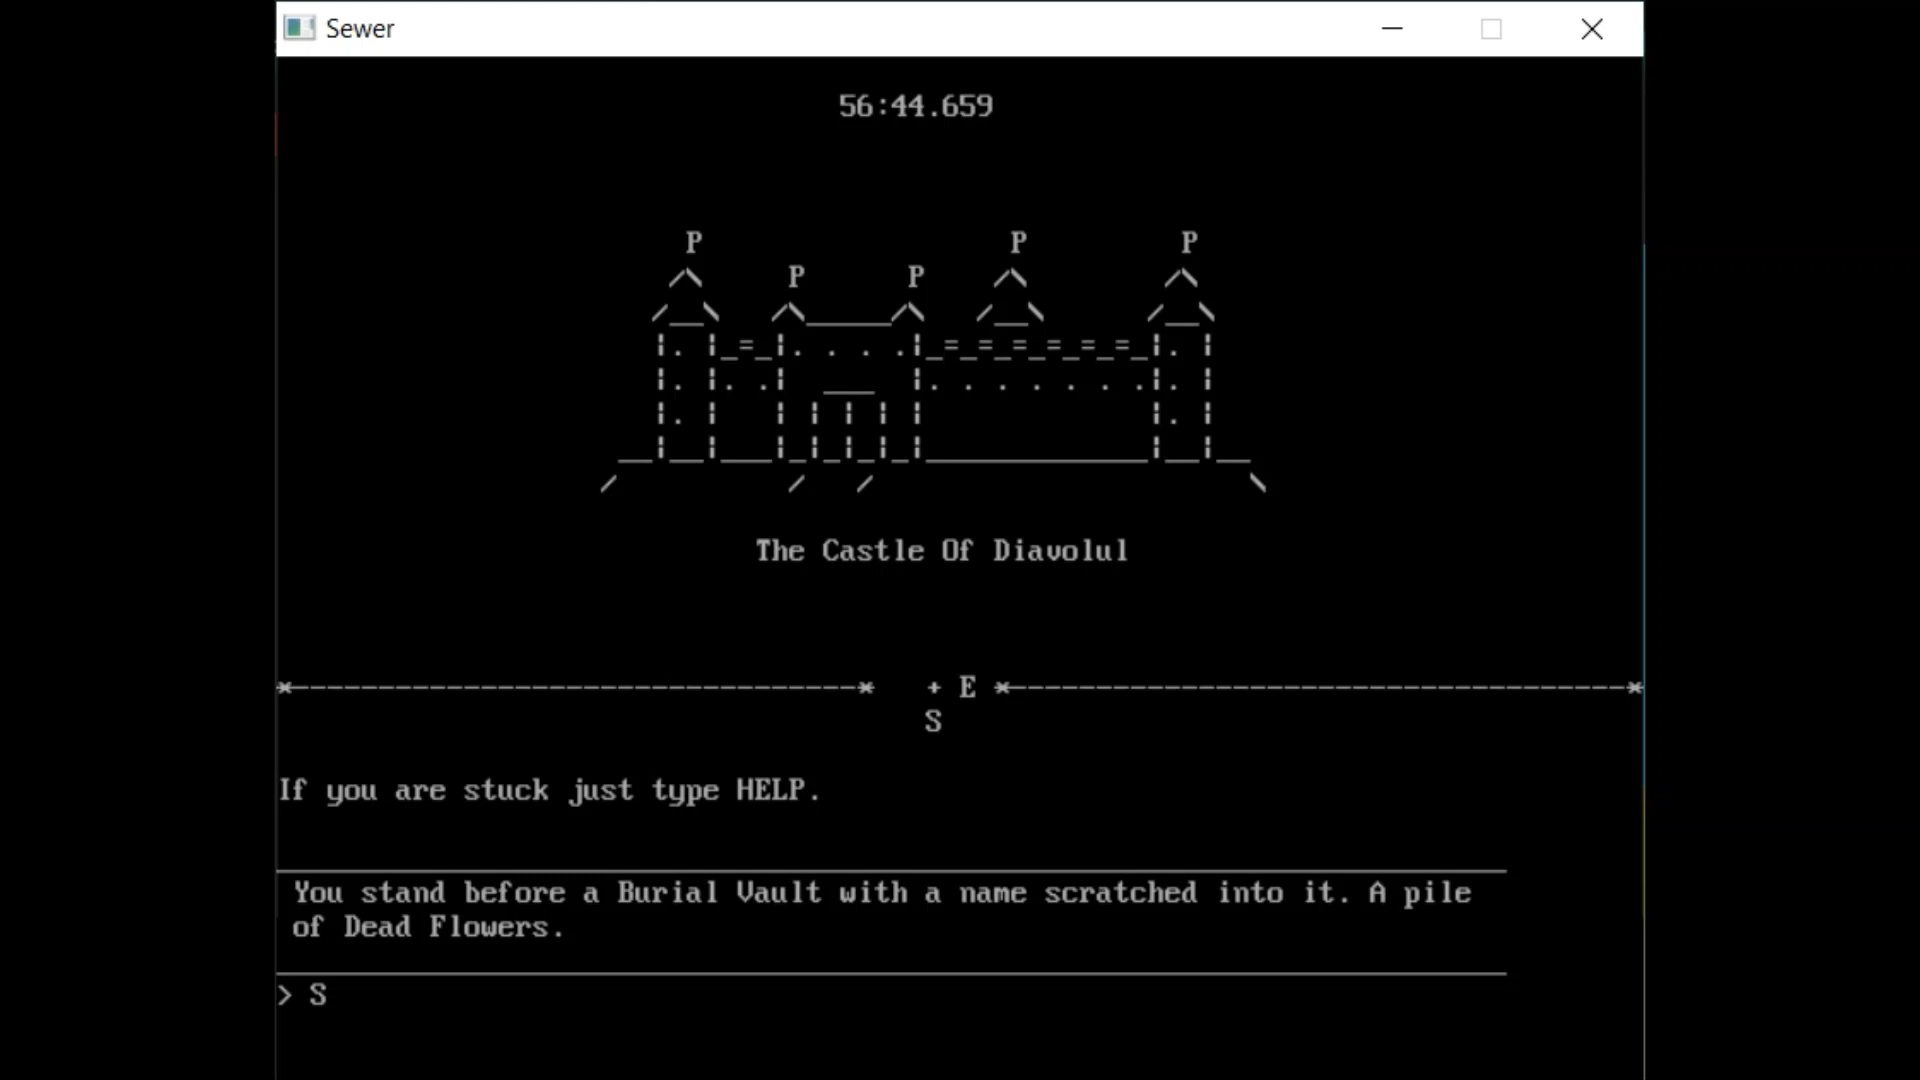 Sewer
56:44.659
P P P
P P
The Castle Of Diavolul
+ E
S
If you are stuck just type HELP.
You stand before a Burial Vault with a name scratched into it. A pile
of Dead Flowers.
> S